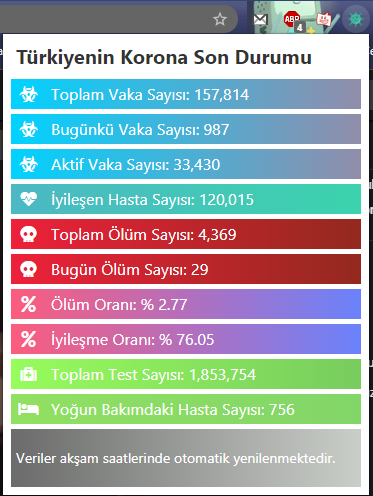 ABP
4
Türkiyenin Korona Son Durumu
Toplam Vaka Sayısı: 157,814
Bugünkü Vaka Sayısı: 987
Aktif Vaka Sayısı: 33,430
İyileşen Hasta Sayısı: 120,015
Toplam Ölüm Sayısı: 4,369
Bugün Ölüm Sayısı: 29
Ölüm Oranı: % 2.77
İyileşme Oranı: % 76.05
Toplam Test Sayısı: 1,853,754
Yoğun Bakımdaki Hasta Sayısı: 756
Veriler akşam saatlerinde otomatik yenilenmektedir.